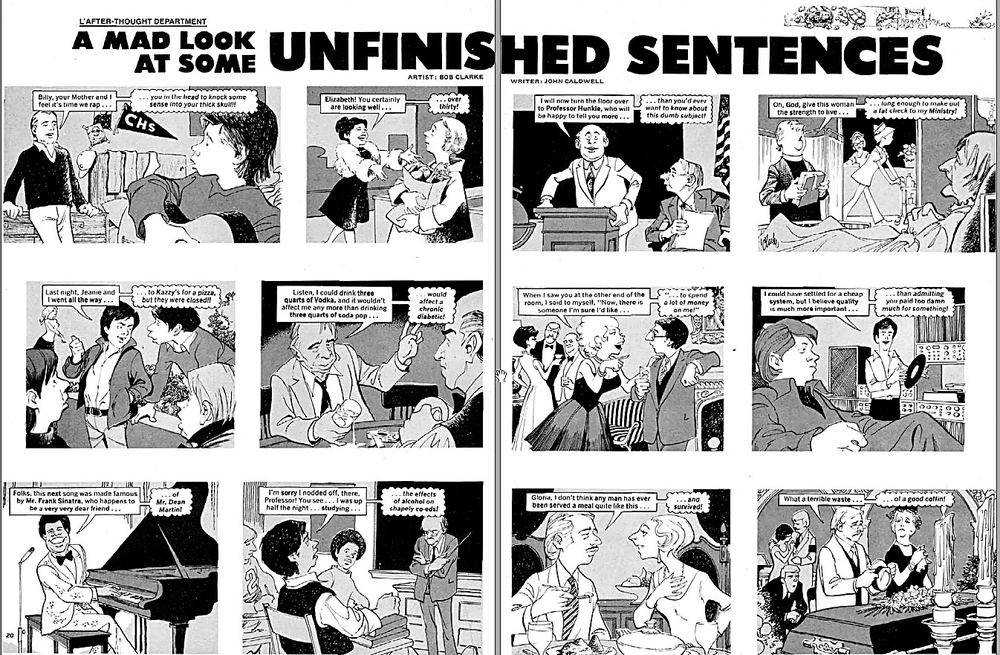 L'AFTER-THOUGHT DEPARTMENT
A MAD LOOK
AT SOME
UNFINISHED SENTENCES
ARTIST: BOB CLARKE
WRITER: JOHN CALDWELL
Billy, your Mother and I
feel it's time we rap . . .
. . . you in the head to knock some
sense into your thick skull!!
CHS
Elizabeth! You certainly
are looking well . . .
. . . over
thirty!
I will now turn the floor over
to Professor Hunkle, who will
be happy to tell you more . . .
. . . than you'd ever
want to know about
this dumb subject!
Oh, God, give this woman
the strength to live . . .
. . . long enough to make out
a fat check to my Ministry!
Last night, Jeanie and
I went all the way . . .
. . . to Kazzy's for a pizza,
but they were closed!!
Listen, I could drink three
quarts of Vodka, and it wouldn't
affect me any more than drinking
three quarts of soda pop . . .
. . . would
affect a
chronic
diabetic!
When I saw you at the other end of the
room, I said to myself, "Now, there is
someone I'm sure I'd like . . .
". . . to spend
a lot of money
on me!"
I could have settled for a cheap
system, but I believe quality
is much more important . . .
. . . than admitting
you paid too damn
much for something!
Folks, this next song was made famous
by Mr. Frank Sinatra, who happens to
be a very very dear friend . . .
. . . of
Mr. Dean
Martin!
I'm sorry I nodded off, there,
Professor! You see . . . I was up
half the night . . . studying . . .
. . . the effects
of alcohol on
shapely co-eds!
Gloria, I don't think any man has ever
been served a meal quite like this . . .
. . . and
survived!
What a terrible waste . . .
. . . of a good coffin!
20